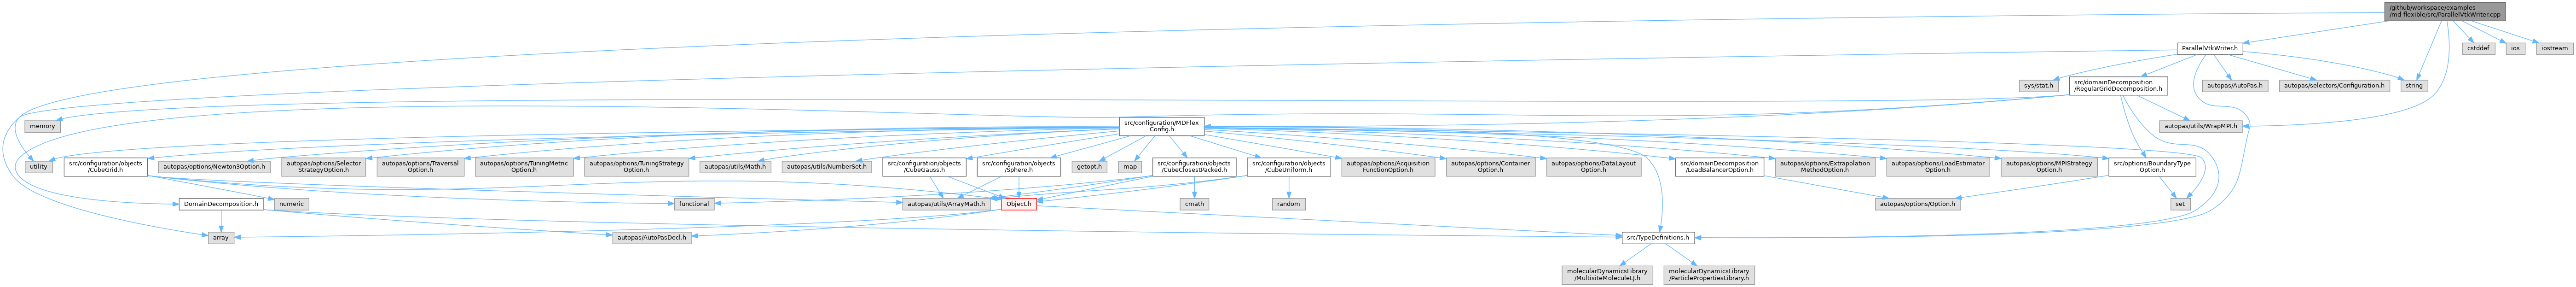 /github/workspace/examples
/md-flexible/src/ParallelVtkWriter.cpp
ParallelVtkWriter.h
cstddef
ios
iostream
sys/stat.h
src/domainDecomposition
/RegularGridDecomposition.h
autopas/AutoPas.h
autopas/selectors/Configuration.h
string
memory
src/configuration/MDFlex
Config.h
autopas/utils/WrapMPI.h
utility
src/configuration/objects
/CubeGrid.h
autopas/options/Newton3Option.h
autopas/options/Selector
StrategyOption.h
autopas/options/Traversal
Option.h
autopas/options/TuningMetric
Option.h
autopas/options/TuningStrategy
Option.h
autopas/utils/Math.h
autopas/utils/NumberSet.h
src/configuration/objects
/CubeGauss.h
src/configuration/objects
/Sphere.h
getopt.h
map
src/configuration/objects
/CubeClosestPacked.h
src/configuration/objects
/CubeUniform.h
autopas/options/Acquisition
FunctionOption.h
autopas/options/Container
Option.h
autopas/options/DataLayout
Option.h
src/domainDecomposition
/LoadBalancerOption.h
autopas/options/Extrapolation
MethodOption.h
autopas/options/LoadEstimator
Option.h
autopas/options/MPIStrategy
Option.h
src/options/BoundaryType
Option.h
DomainDecomposition.h
numeric
functional
autopas/utils/ArrayMath.h
Object.h
cmath
random
autopas/options/Option.h
set
array
autopas/AutoPasDecl.h
src/TypeDefinitions.h
molecularDynamicsLibrary
/MultisiteMoleculeLJ.h
molecularDynamicsLibrary
/ParticlePropertiesLibrary.h